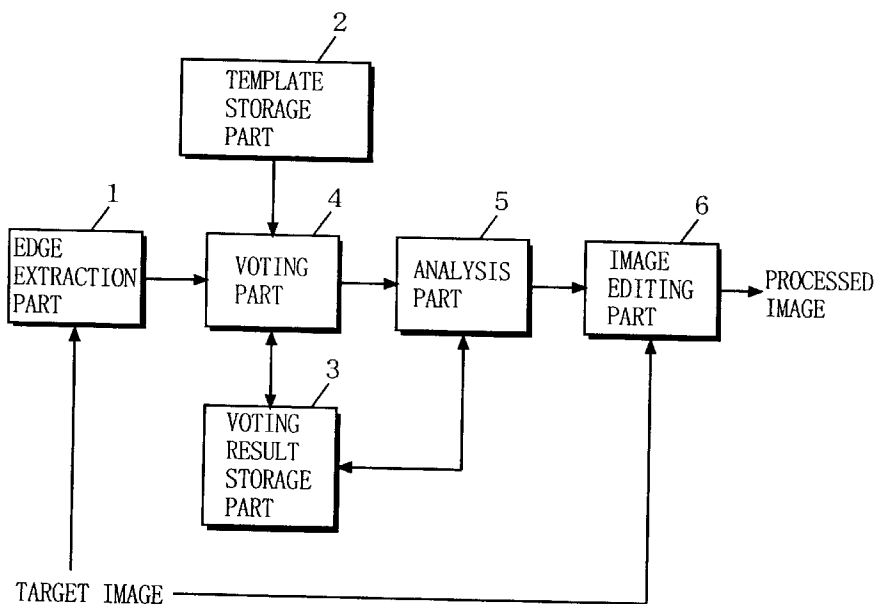 2
TEMPLATE
STORAGE
PART
1
EDGE
EXTRACTION
PART
4
VOTING
PART
5
ANALYSIS
PART
6
IMAGE
EDITING
PART
PROCESSED
IMAGE
3
VOTING
RESULT
STORAGE
PART
TARGET IMAGE